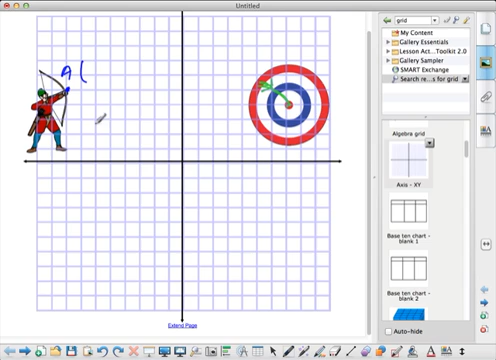 Untitled
grid
My Content
Gallery Essentials
Lesson Act...Toolkit 2.0
Gallery Sampler
SMART Exchange
Search re...s for grid
A (
Algebra grid
Axis - XY
Base ten chart -
blank 1
Base ten chart -
blank 2
Auto-hide
Extend Page